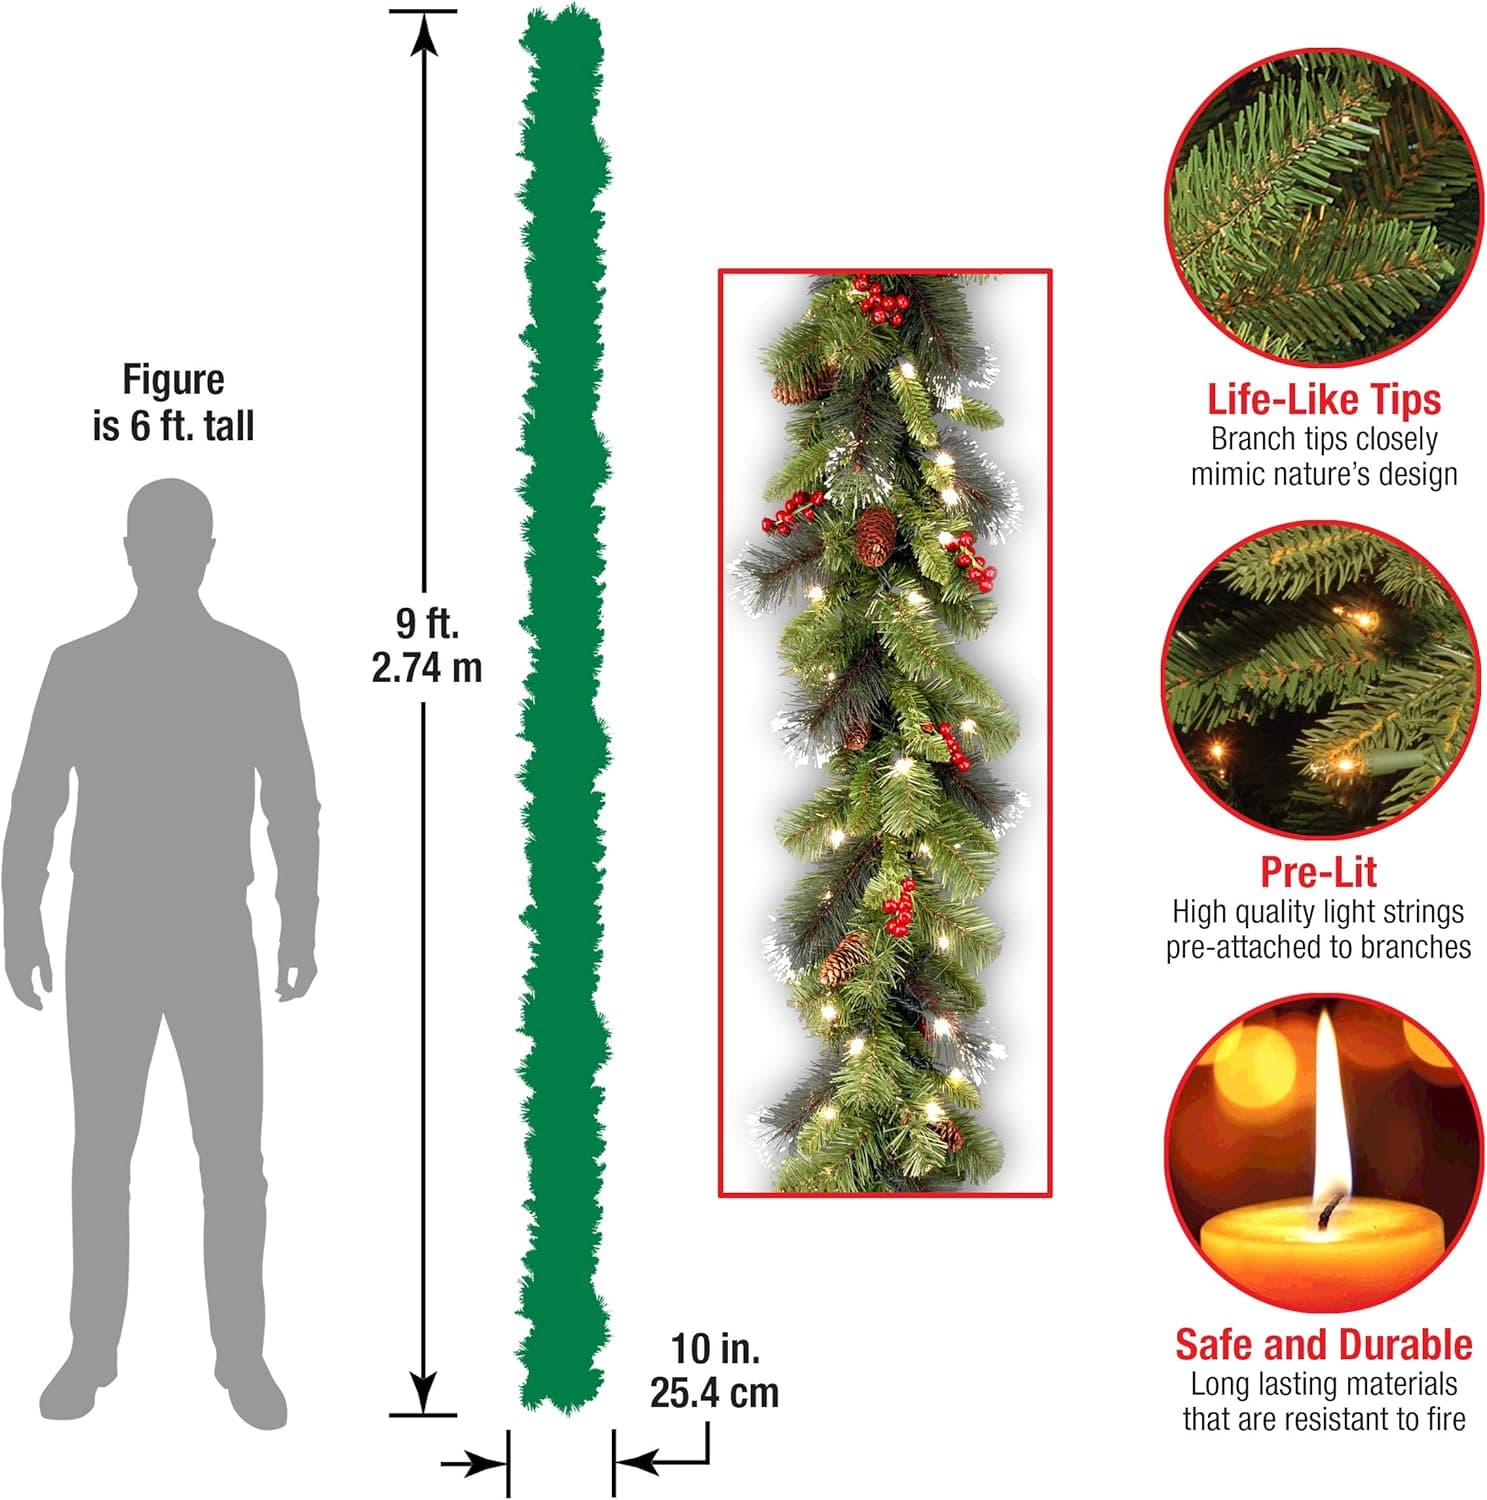 Figure
is 6 ft. tall
9 ft.
2.74 m
10 in.
25.4 cm
Life-Like Tips
Branch tips closely
mimic nature's design
Pre-Lit
High quality light strings
pre-attached to branches
Safe and Durable
Long lasting materials
that are resistant to fire